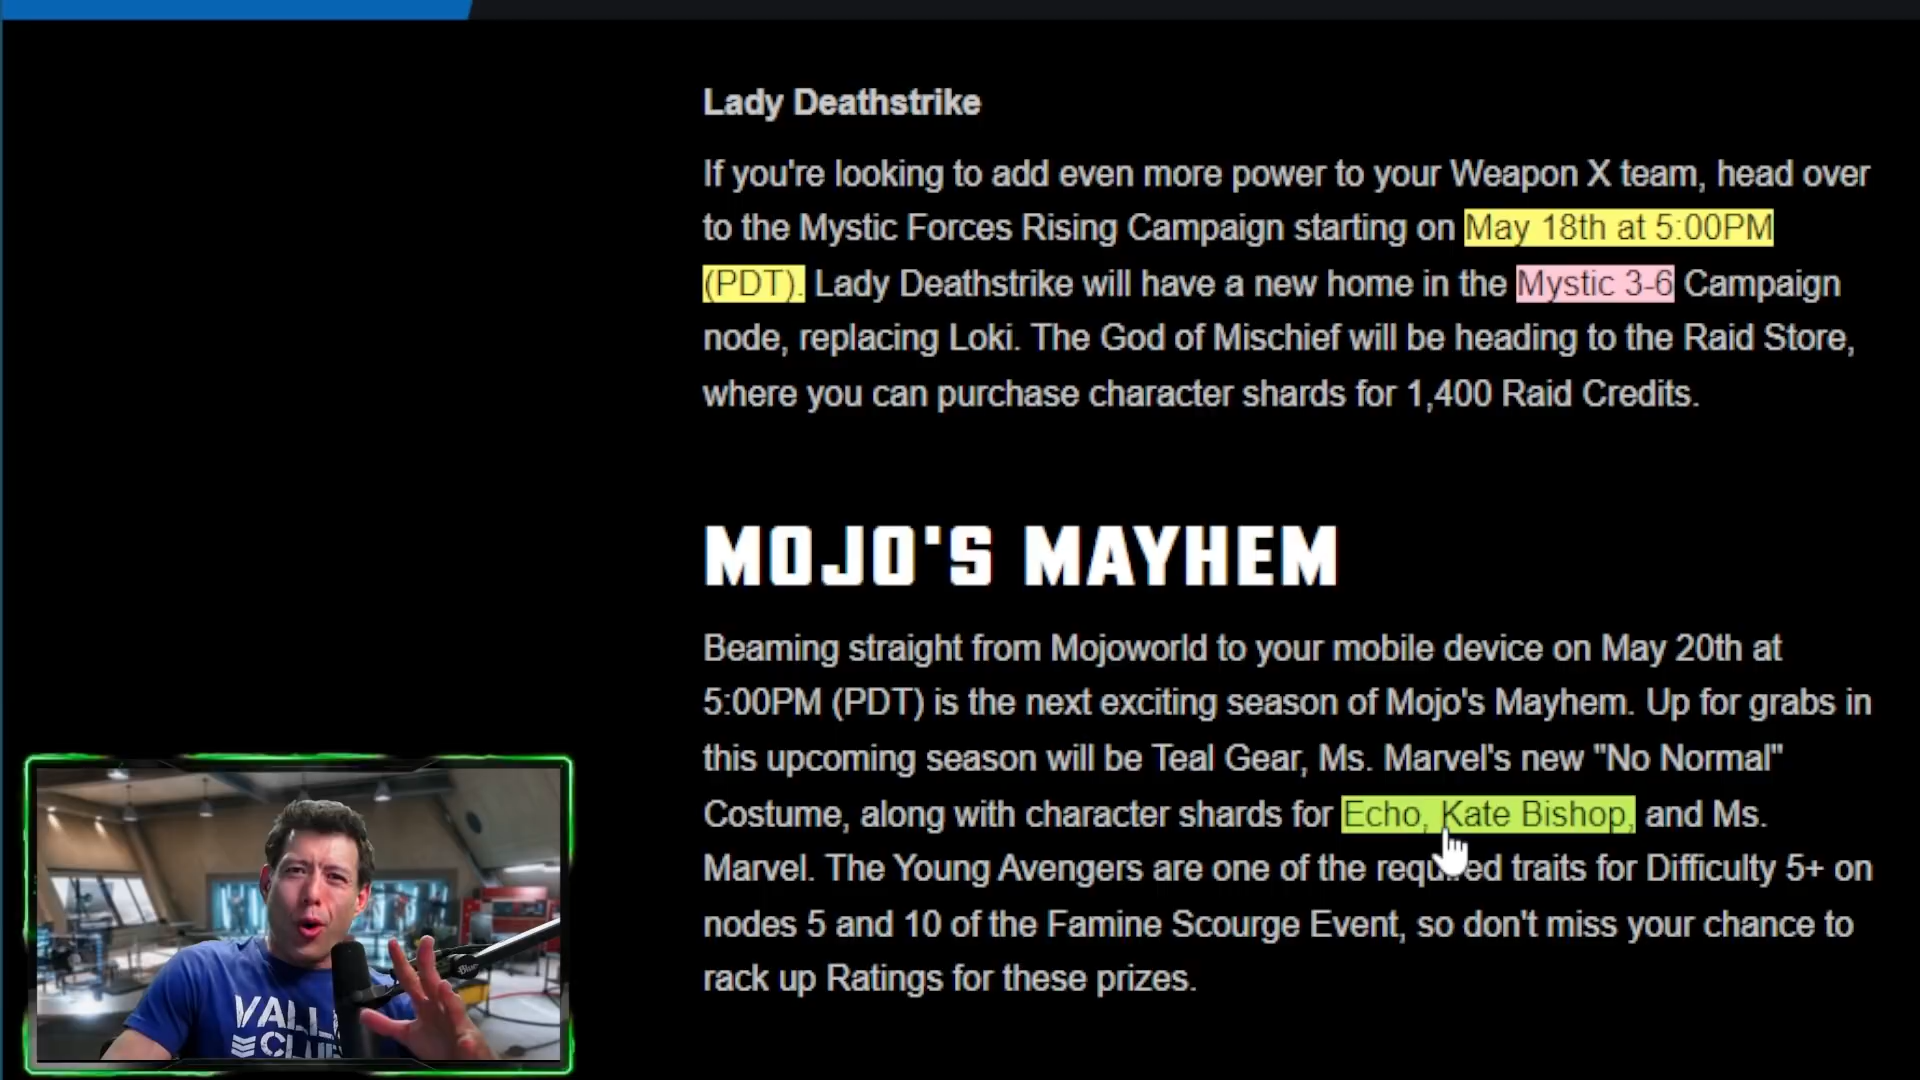 Lady Deathstrike
If you're looking to add even more power to your Weapon X team, head over
to the Mystic Forces Rising Campaign starting on May 18th at 5:00PM
(PDT). Lady Deathstrike will have a new home in the Mystic 3-6 Campaign
node, replacing Loki. The God of Mischief will be heading to the Raid Store,
where you can purchase character shards for 1,400 Raid Credits.
MOJO'S MAYHEM
Beaming straight from Mojoworld to your mobile device on May 20th at
5:00PM (PDT) is the next exciting season of Mojo's Mayhem. Up for grabs in
this upcoming season will be Teal Gear, Ms. Marvel's new "No Normal"
Costume, along with character shards for Echo, Kate Bishop, and Ms.
Marvel. The Young Avengers are one of the required traits for Difficulty 5+ on
nodes 5 and 10 of the Famine Scourge Event, so don't miss your chance to
rack up Ratings for these prizes.
Blue